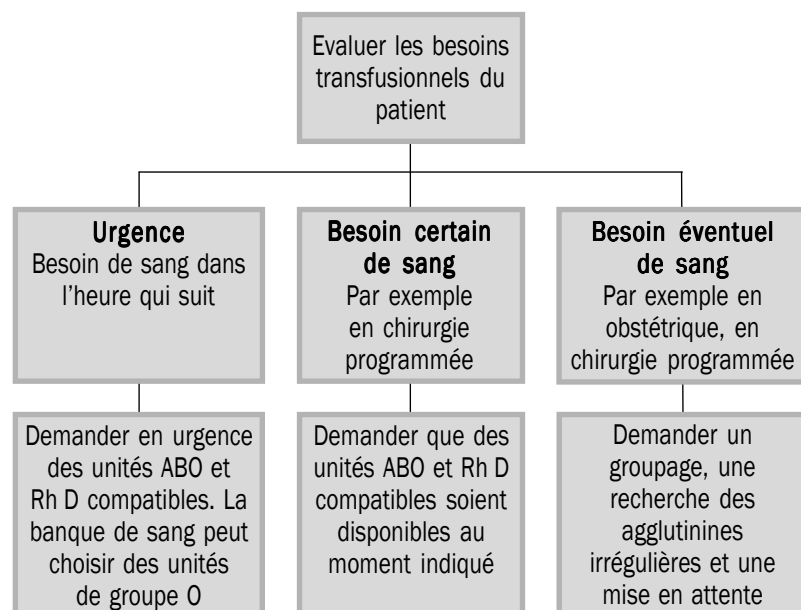 Evaluer les besoins
transfusionnels du
patient
Urgence
Besoin de sang dans
l'heure qui suit
Besoin certain
de sang
Par exemple
en chirurgie
programmée
Besoin éventuel
de sang
Par exemple en
obstétrique, en
chirurgie programmée
Demander en urgence
des unités ABO et
Rh D compatibles. La
banque de sang peut
choisir des unités
de groupe O
Demander que des
unités ABO et Rh D
compatibles soient
disponibles au
moment indiqué
Demander un
groupage, une
recherche des
agglutinines
irrégulières et une
mise en attente